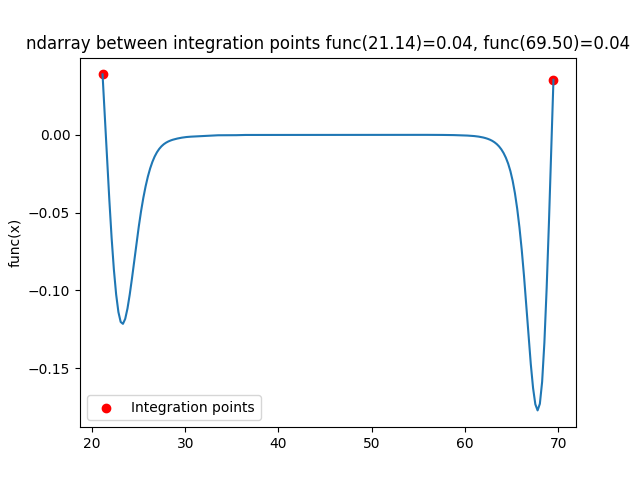 ndarray between integration points func(21.14)=0.04, func(69.50)=0.04
0.00
−0.05
−0.10
−0.15
func(x)
Integration points
20 30 40 50 60 70